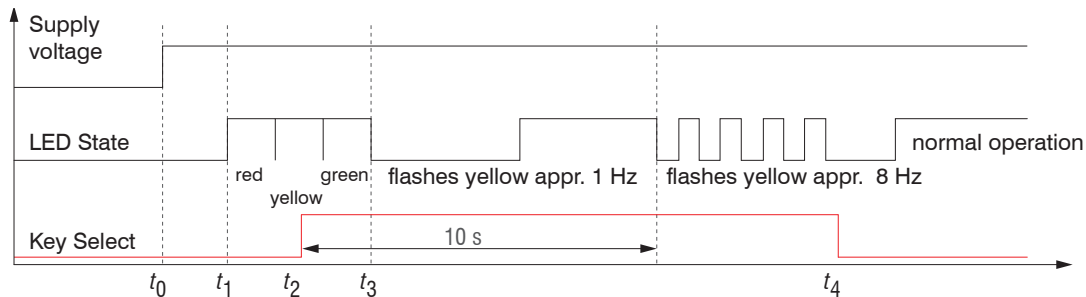 Supply
voltage
LED State
red
yellow
green
flashes yellow appr. 1 Hz
flashes yellow appr. 8 Hz
normal operation
Key Select
10 s
t0
t1
t2
t3
t4